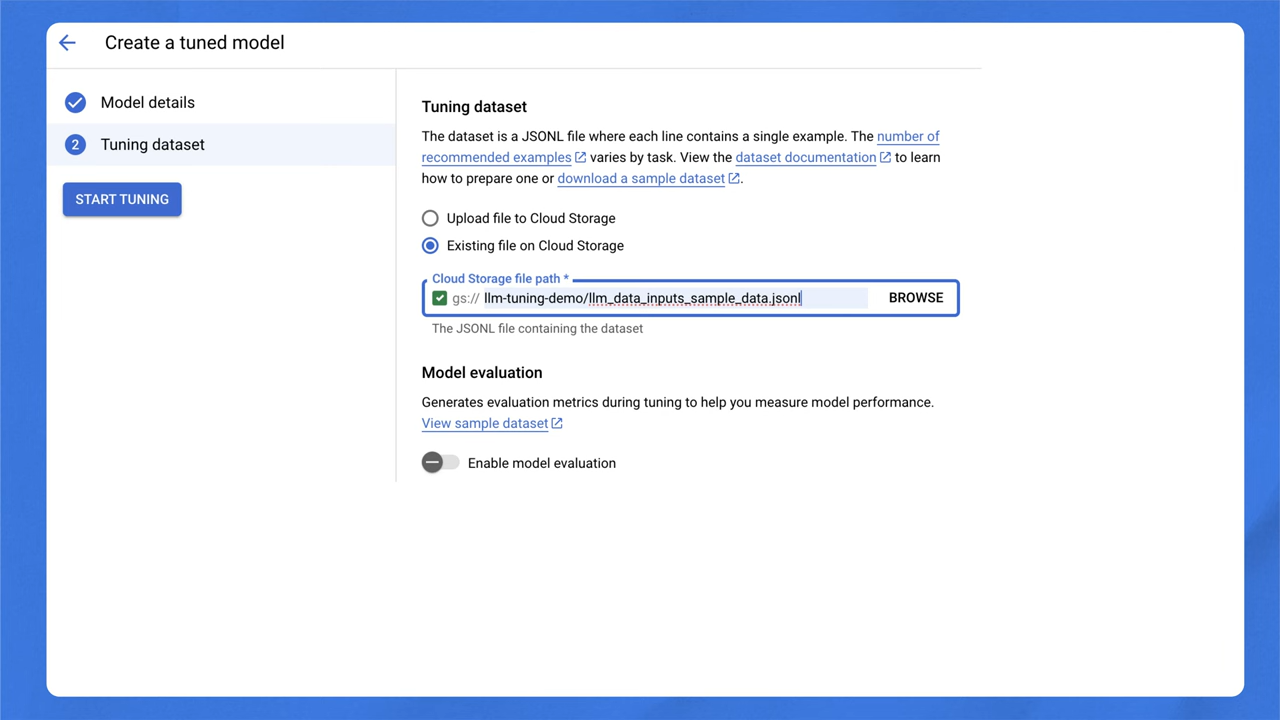 Create a tuned model
Model details
2 Tuning dataset
START TUNING
Tuning dataset
The dataset is a JSONL file where each line contains a single example. The number of
recommended examples varies by task. View the dataset documentation to learn
how to prepare one or download a sample dataset.
Upload file to Cloud Storage
Existing file on Cloud Storage
Cloud Storage file path *
gs:// llm-tuning-demo/llm_data_inputs_sample_data.jsonl BROWSE
The JSONL file containing the dataset
Model evaluation
Generates evaluation metrics during tuning to help you measure model performance.
View sample dataset
Enable model evaluation